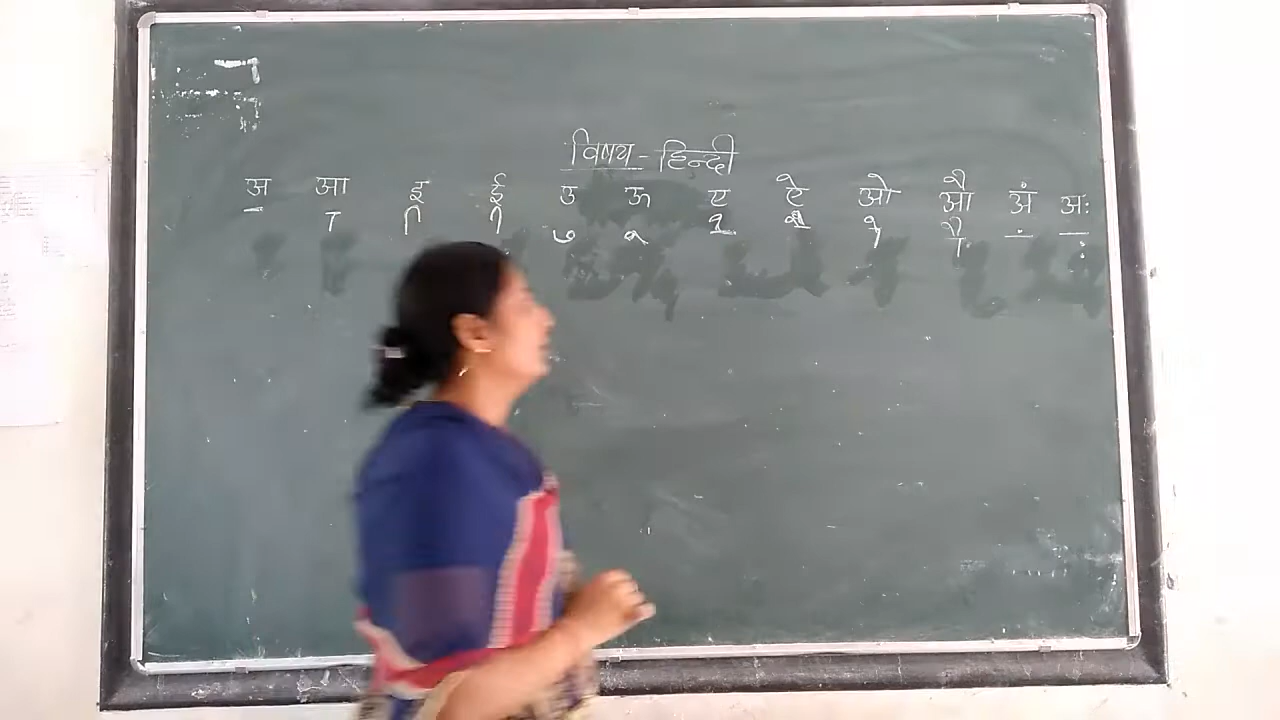 विषय - हिन्दी
अ आ इ ई उ ऊ ए ऐ ओ औ अं अः
ा ि ी ु ू े ै ो ौ ं ः